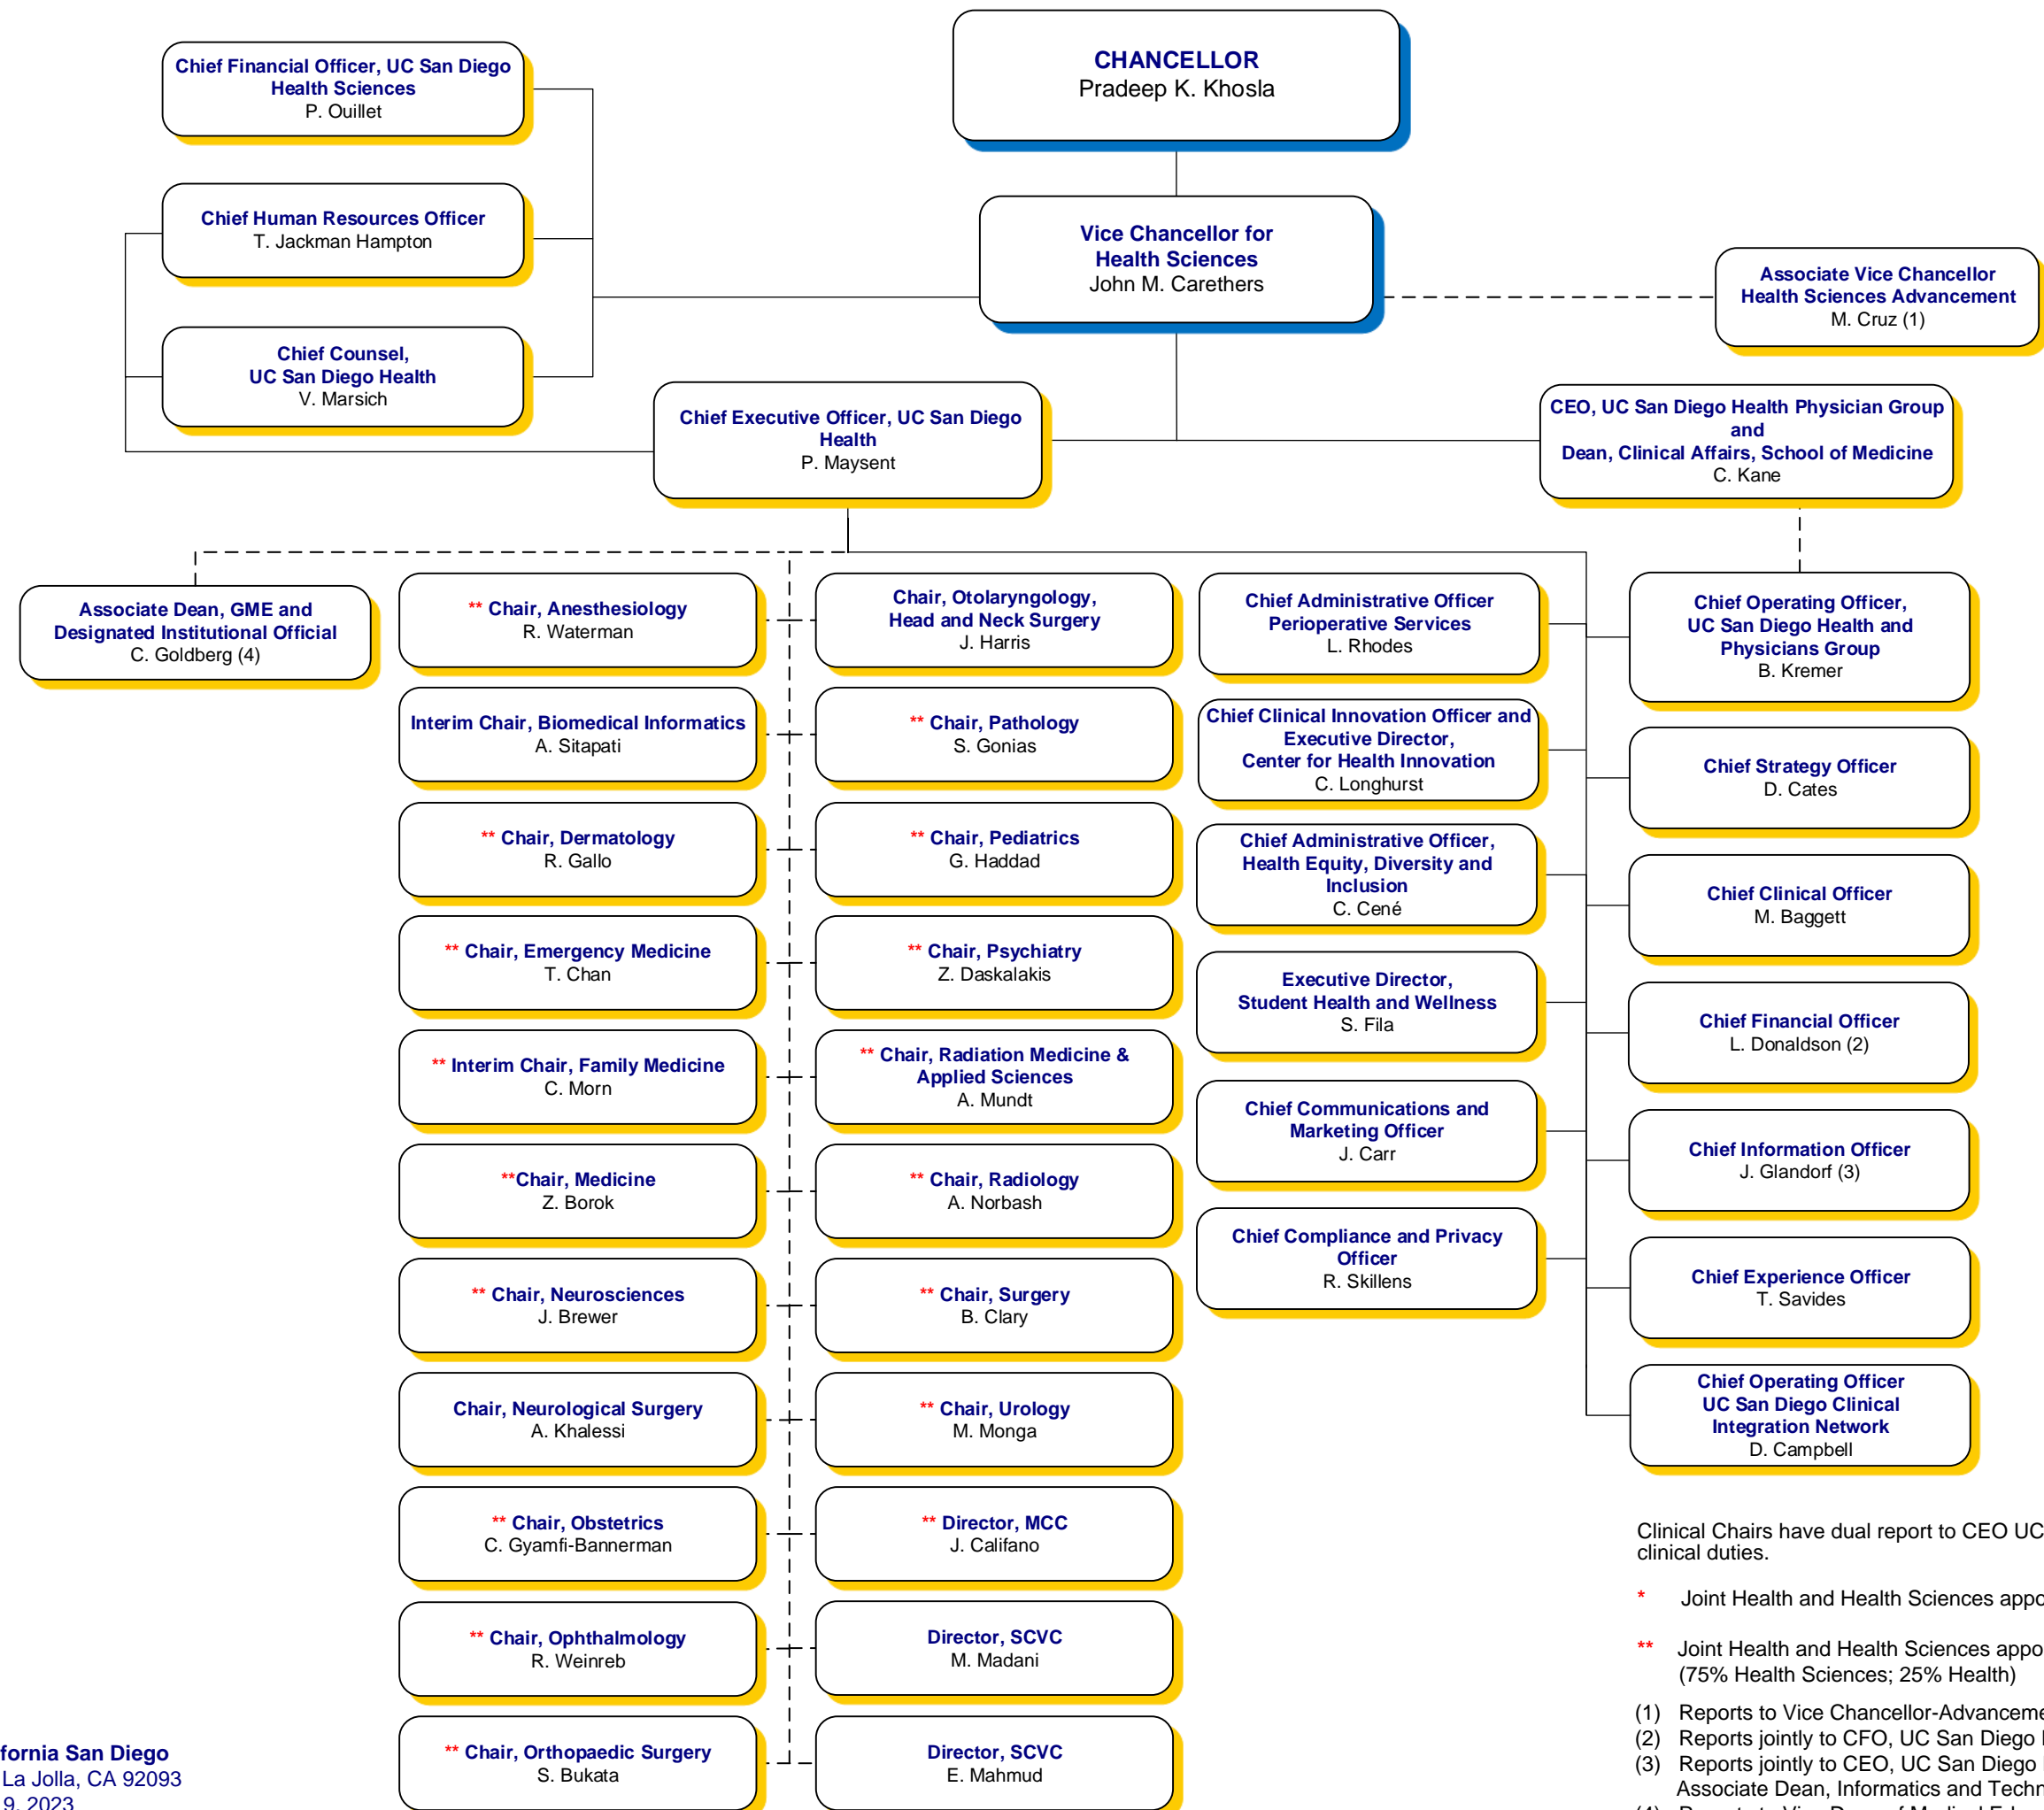 CHANCELLOR
Pradeep K. Khosla
Chief Financial Officer, UC San Diego
Health Sciences
P. Ouillet
Chief Human Resources Officer
T. Jackman Hampton
Vice Chancellor for
Health Sciences
John M. Carethers
Associate Vice Chancellor
Health Sciences Advancement
M. Cruz (1)
Chief Counsel,
UC San Diego Health
V. Marsich
Chief Executive Officer, UC San Diego
Health
P. Maysent
CEO, UC San Diego Health Physician Group
and
Dean, Clinical Affairs, School of Medicine
C. Kane
Associate Dean, GME and
Designated Institutional Official
C. Goldberg (4)
** Chair, Anesthesiology
R. Waterman
Interim Chair, Biomedical Informatics
A. Sitapati
** Chair, Dermatology
R. Gallo
** Chair, Emergency Medicine
T. Chan
** Interim Chair, Family Medicine
C. Morn
**Chair, Medicine
Z. Borok
** Chair, Neurosciences
J. Brewer
Chair, Neurological Surgery
A. Khalessi
** Chair, Obstetrics
C. Gyamfi-Bannerman
** Chair, Ophthalmology
R. Weinreb
** Chair, Orthopaedic Surgery
S. Bukata
Chair, Otolaryngology,
Head and Neck Surgery
J. Harris
** Chair, Pathology
S. Gonias
** Chair, Pediatrics
G. Haddad
** Chair, Psychiatry
Z. Daskalakis
** Chair, Radiation Medicine &
Applied Sciences
A. Mundt
** Chair, Radiology
A. Norbash
** Chair, Surgery
B. Clary
** Chair, Urology
M. Monga
** Director, MCC
J. Califano
Director, SCVC
M. Madani
Director, SCVC
E. Mahmud
Chief Administrative Officer
Perioperative Services
L. Rhodes
Chief Clinical Innovation Officer and
Executive Director,
Center for Health Innovation
C. Longhurst
Chief Administrative Officer,
Health Equity, Diversity and
Inclusion
C. Cené
Executive Director,
Student Health and Wellness
S. Fila
Chief Communications and
Marketing Officer
J. Carr
Chief Compliance and Privacy
Officer
R. Skillens
Chief Operating Officer,
UC San Diego Health and
Physicians Group
B. Kremer
Chief Strategy Officer
D. Cates
Chief Clinical Officer
M. Baggett
Chief Financial Officer
L. Donaldson (2)
Chief Information Officer
J. Glandorf (3)
Chief Experience Officer
T. Savides
Chief Operating Officer
UC San Diego Clinical
Integration Network
D. Campbell
Clinical Chairs have dual report to CEO UC
clinical duties.
* Joint Health and Health Sciences
** Joint Health and Health Sciences
(75% Health Sciences; 25% Health)
(1) Reports to Vice
(2) Reports jointly to CFO, UC San Diego
(3) Reports jointly to CEO, UC San Diego
Associate Dean, Informatics and
San Diego
La Jolla, CA 92093
9, 2023